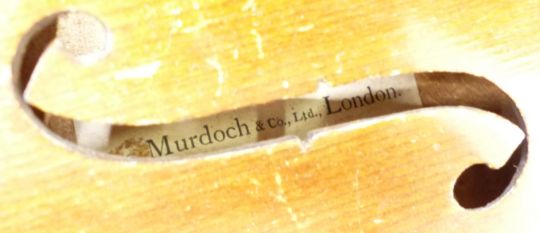 Murdoch & Co., Ltd., London.